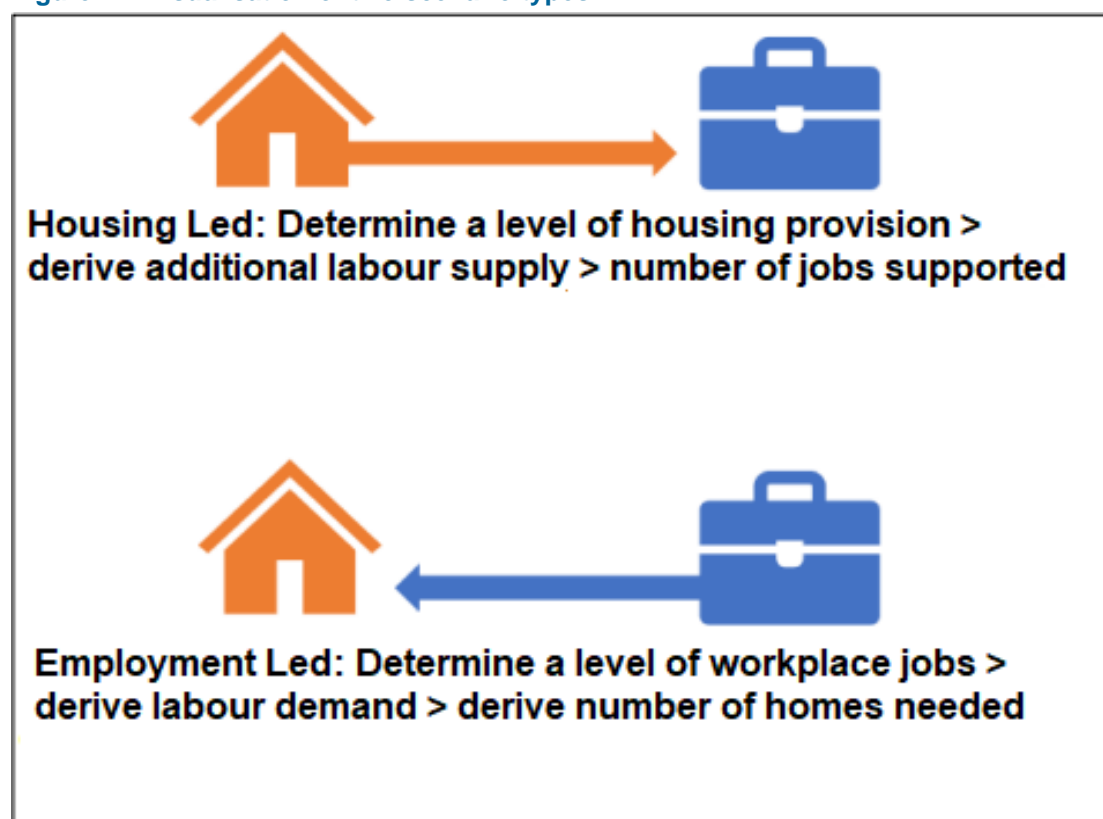 Housing Led: Determine a level of housing provision >
derive additional labour supply > number of jobs supported
Employment Led: Determine a level of workplace jobs >
derive labour demand > derive number of homes needed